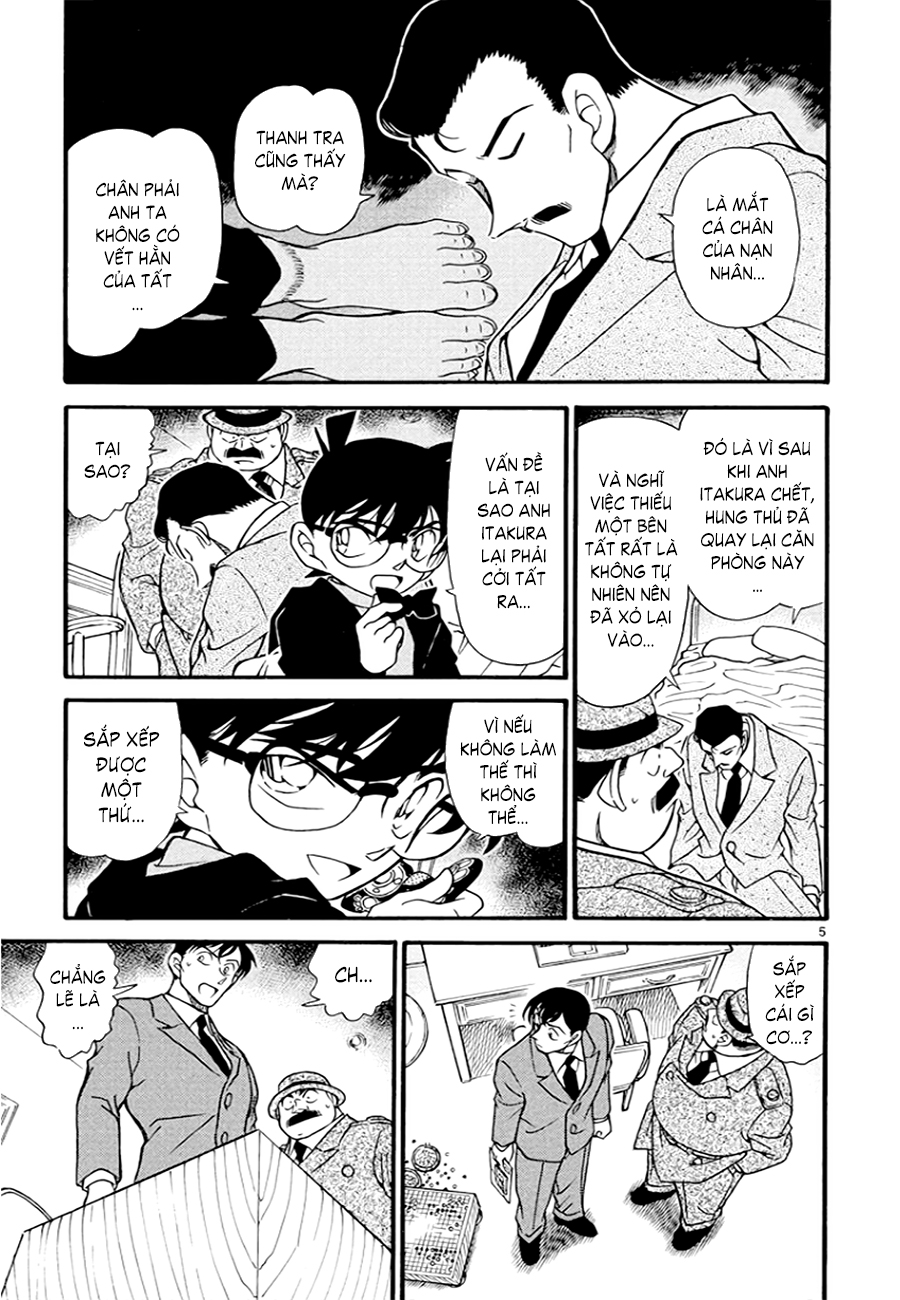 LÀ MẮT
CÁ CHÂN
CỦA NẠN
NHÂN...
THANH TRA
CŨNG THẤY
MÀ?
CHÂN PHẢI
ANH TA
KHÔNG CÓ
VẾT HẰN
CỦA TẤT
...
ĐÓ LÀ VÌ SAU
KHI ANH
ITAKURA CHẾT,
HUNG THỦ ĐÃ
QUAY LẠI CĂN
PHÒNG NÀY
...
VÀ NGHĨ
VIỆC THIẾU
MỘT BÊN
TẤT RẤT LÀ
KHÔNG TỰ
NHIÊN NÊN
ĐÃ XỎ LẠI
VÀO...
VẤN ĐỀ
LÀ TẠI
SAO ANH
ITAKURA
LẠI PHẢI
CỞI TẤT
RA...
TẠI
SAO?
VÌ NẾU
KHÔNG LÀM
THẾ THÌ
KHÔNG
THỂ...
SẮP XẾP
ĐƯỢC
MỘT
THỨ...
5
SẮP
XẾP
CÁI GÌ
CƠ...?
CH...
CHẲNG
LẼ LÀ
...